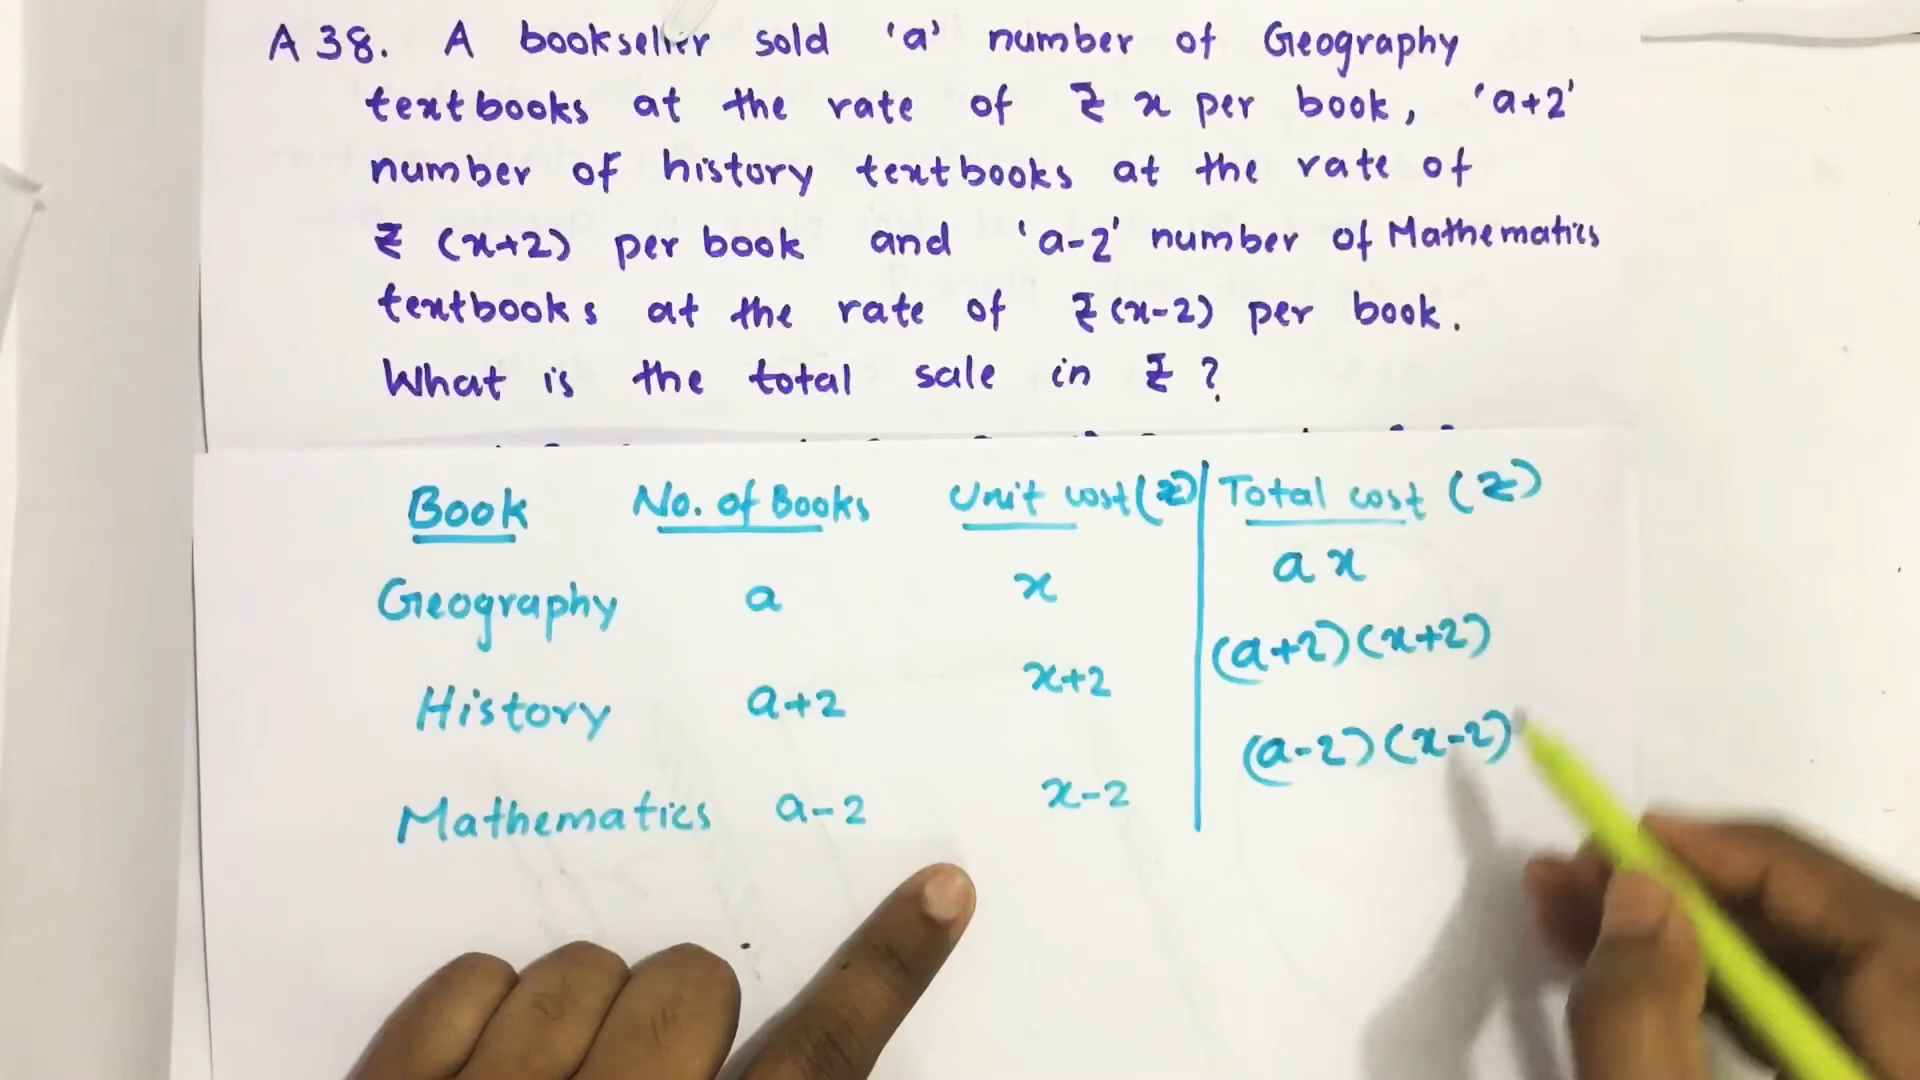 A 38. A bookseller sold 'a' number of Geography
textbooks at the rate of ₹ x per book, 'a+2'
number of history textbooks at the rate of
₹ (x+2) per book and 'a-2' number of Mathematics
textbooks at the rate of ₹ (x-2) per book.
What is the total sale in ₹ ?
Book No. of Books Unit cost (₹) Total cost (₹)
Geography a x ax
History a+2 x+2 (a+2)(x+2)
Mathematics a-2 x-2 (a-2)(x-2)